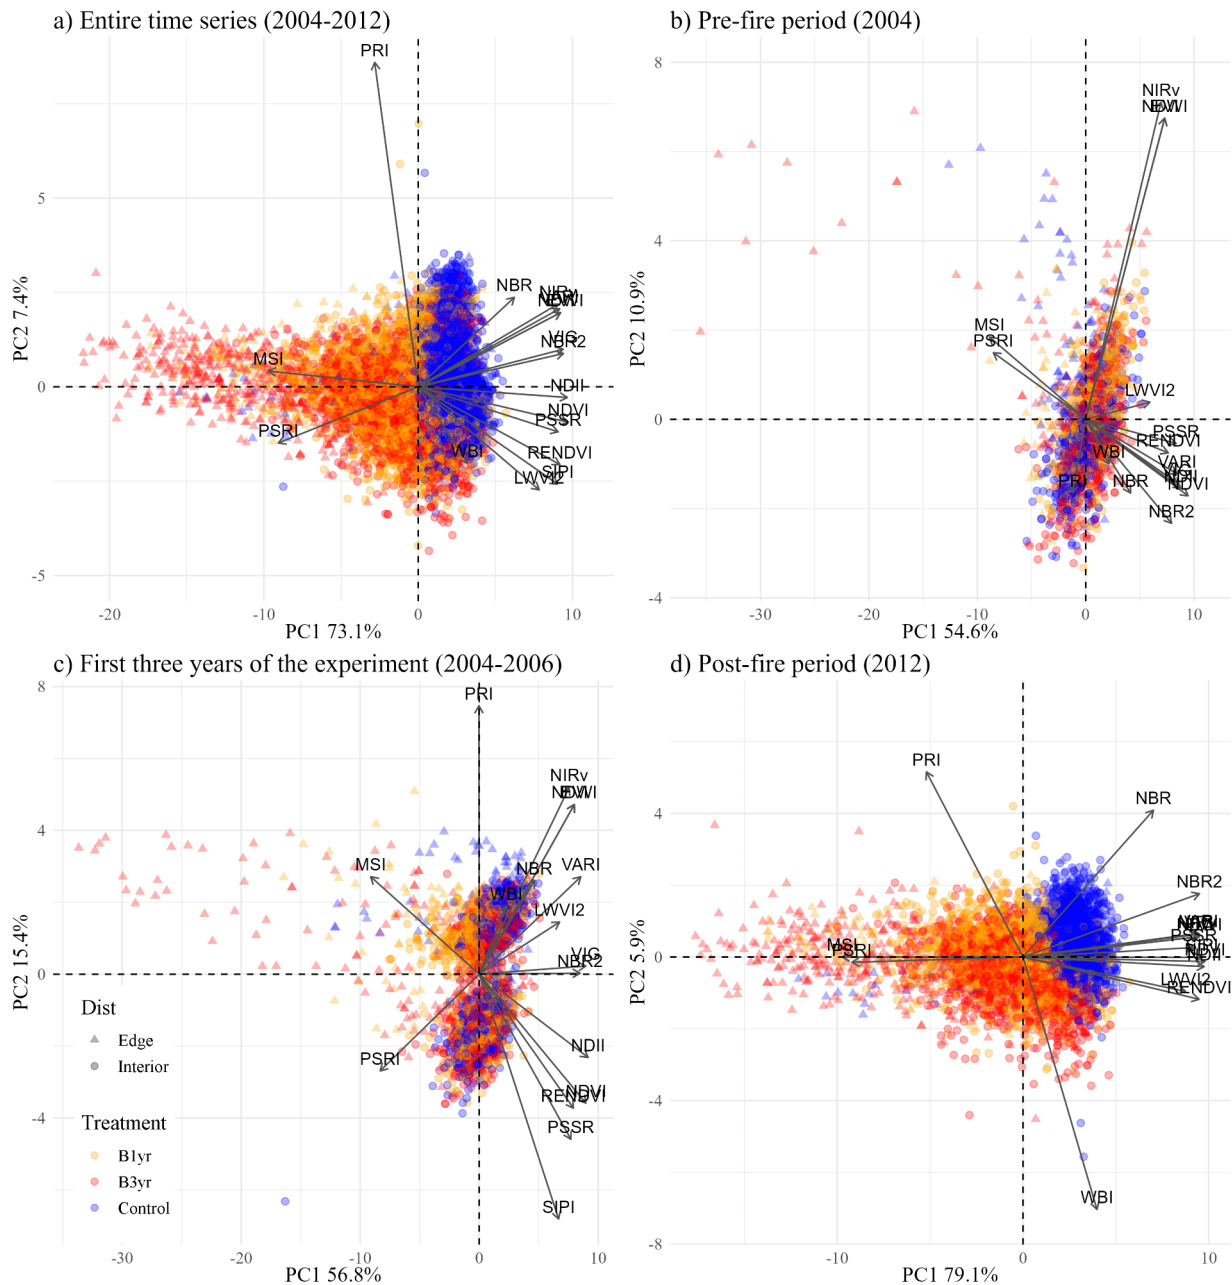 a) Entire time series (2004-2012)
PRI
5
NBR
NIRv
NDWI
VIG
NBR2
MSI
0
NDII
NDVI
PSSR
PSRI
WBI
RENDVI
SIPI
LWVI2
-5
-20
-10
0
10
PC1 73.1%
PC2 7.4%
b) Pre-fire period (2004)
8
NIRv
NDWI
4
MSI
PSRI
LWVI2
0
PSSR
RENDVI
WBI
VARI
PRI
NBR
NDVI
NBR2
-4
-30
-20
-10
0
10
PC1 54.6%
PC2 10.9%
c) First three years of the experiment (2004-2006)
8
PRI
NIRv
NDWI
4
MSI
NBR
VARI
WBI
LWVI2
VIG
NBR2
0
Dist
Edge
Interior
PSRI
NDII
NDVI
RENDVI
-4
PSSR
Treatment
B1yr
B3yr
Control
SIPI
-30
-20
-10
0
10
PC1 56.8%
PC2 15.4%
d) Post-fire period (2012)
PRI
4
NBR
NBR2
PSSR
MSI
PSRI
0
NDII
LWVI2
RENDVI
-4
WBI
-8
-10
0
10
PC1 79.1%
PC2 5.9%